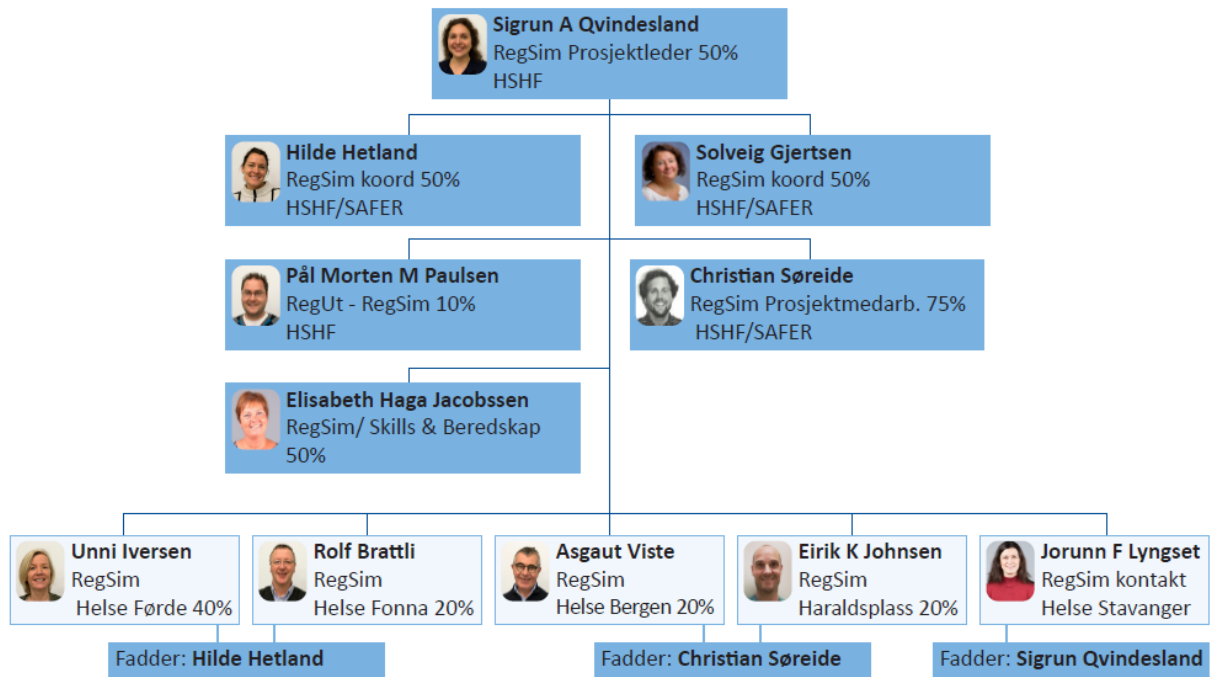 Sigrun A Qvindesland
RegSim Prosjektleder 50%
HSHF
Hilde Hetland
RegSim koord 50%
HSHF/SAFER
Solveig Gjertsen
RegSim koord 50%
HSHF/SAFER
Pål Morten M Paulsen
RegUt - RegSim 10%
HSHF
Christian Søreide
RegSim Prosjektmedarb. 75%
HSHF/SAFER
Elisabeth Haga Jacobssen
RegSim/ Skills & Beredskap
50%
Unni Iversen
RegSim
Helse Førde 40%
Rolf Brattli
RegSim
Helse Fonna 20%
Asgaut Viste
RegSim
Helse Bergen 20%
Eirik K Johnsen
RegSim
Haraldsplass 20%
Jorunn F Lyngset
RegSim kontakt
Helse Stavanger
Fadder: Hilde Hetland
Fadder: Christian Søreide
Fadder: Sigrun Qvindesland